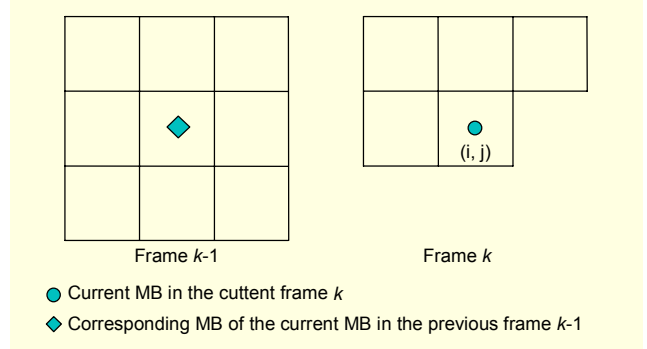 (i, j)
Frame k-1
Frame k
Current MB in the cuttent frame k
Corresponding MB of the current MB in the previous frame k-1